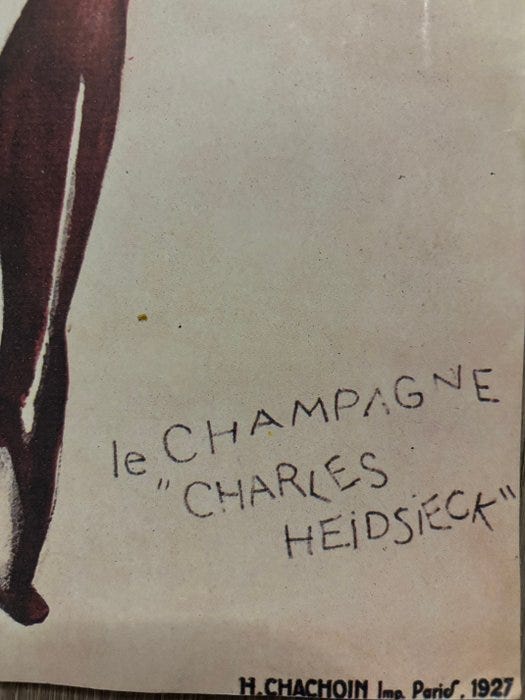 le CHAMPAGNE
"CHARLES
HEiDSiECK"
H. CHACHOIN Imp. Paris. 1927